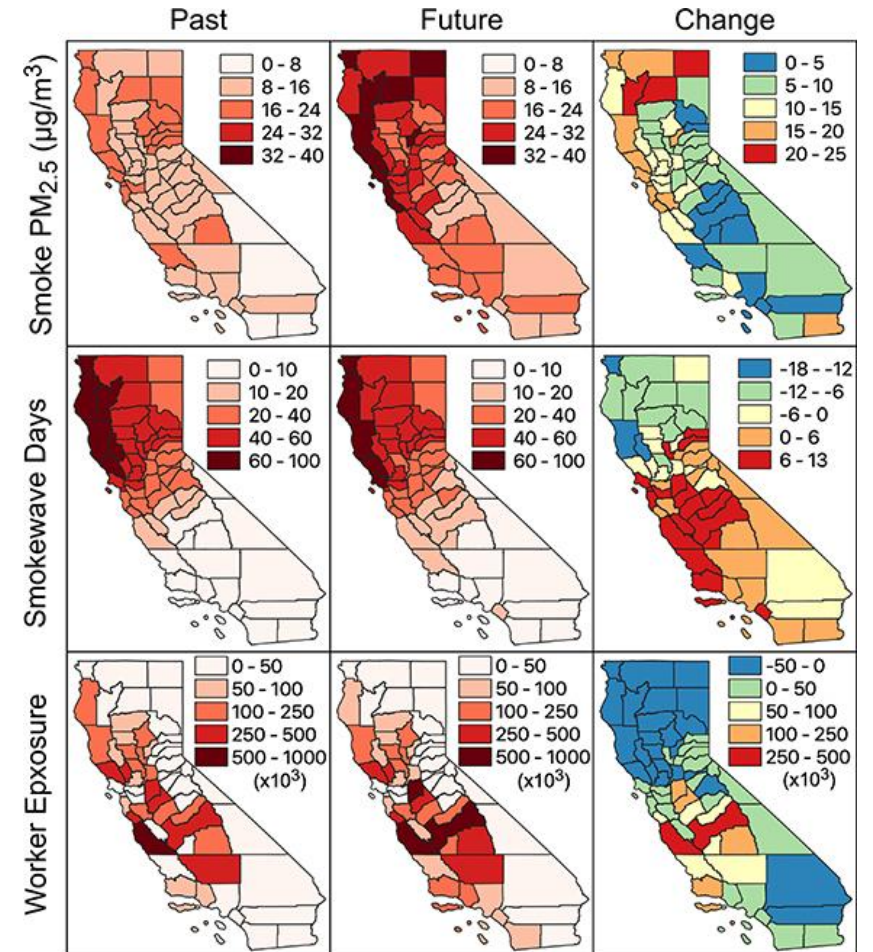 Past Future Change
Smoke PM2.5 (µg/m³)
0 - 8
8 - 16
16 - 24
24 - 32
32 - 40
0 - 8
8 - 16
16 - 24
24 - 32
32 - 40
0 - 5
5 - 10
10 - 15
15 - 20
20 - 25
Smokewave Days
0 - 10
10 - 20
20 - 40
40 - 60
60 - 100
0 - 10
10 - 20
20 - 40
40 - 60
60 - 100
-18 - -12
-12 - -6
-6 - 0
0 - 6
6 - 13
Worker Epxosure
0 - 50
50 - 100
100 - 250
250 - 500
500 - 1000
(x10³)
0 - 50
50 - 100
100 - 250
250 - 500
500 - 1000
(x10³)
-50 - 0
0 - 50
50 - 100
100 - 250
250 - 500
(x10³)